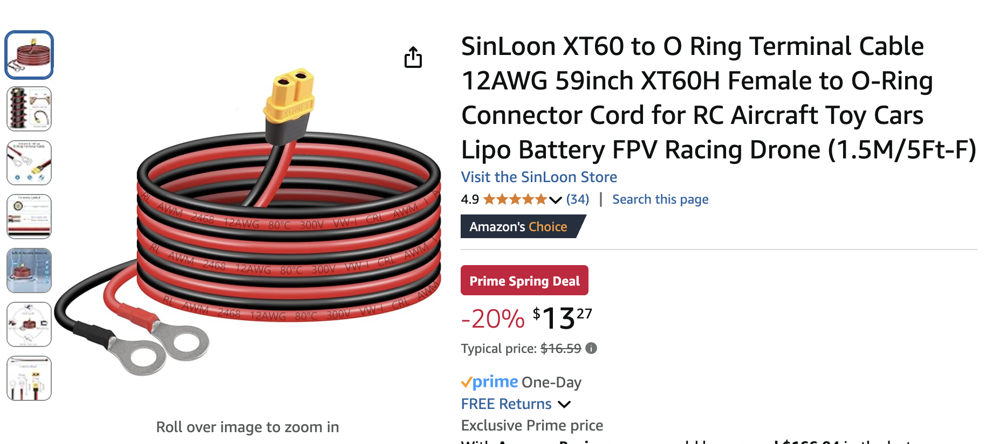 SinLoon XT60 to O Ring Terminal Cable
12AWG 59inch XT60H Female to O-Ring
Connector Cord for RC Aircraft Toy Cars
Lipo Battery FPV Racing Drone (1.5M/5Ft-F)
Visit the SinLoon Store
4.9 (34) | Search this page
Amazon's Choice
Prime Spring Deal
-20% $13 27
Typical price: $16.59
prime One-Day
FREE Returns
Exclusive Prime price
XT60H-F
RL AWM 2468 12AWG 80°C 300V VW-1 CRL AWM
RL AWM 2468 12AWG 80°C 300V VW-1 CRL AWM
RL AWM 2468 12AWG 80°C 300V VW-1 CRL AWM
Roll over image to zoom in